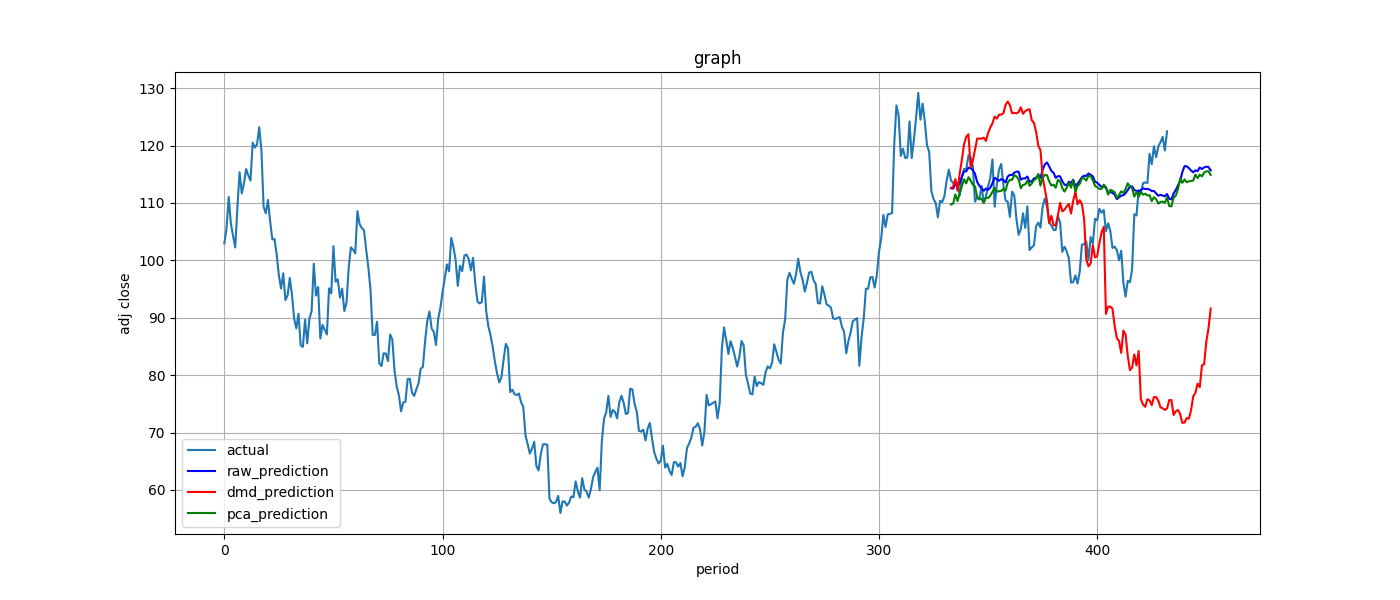 graph
adj close
130
120
110
100
90
80
70
60
actual
raw_prediction
dmd_prediction
pca_prediction
0 100 200 300 400
period